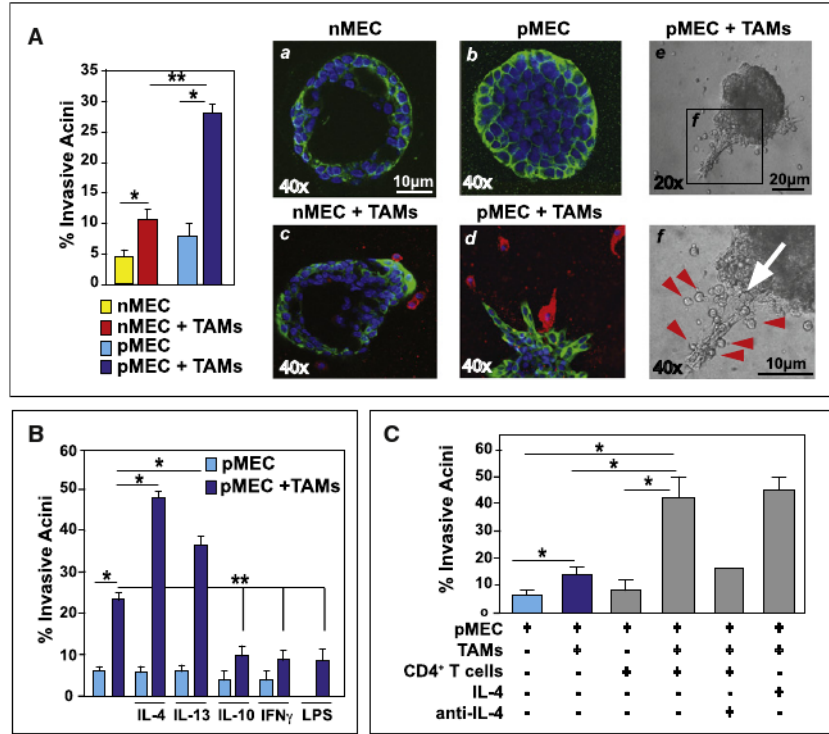 A
nMEC
pMEC
pMEC + TAMs
% Invasive Acini
35
30
25
20
15
10
5
0
*
**
*
nMEC
nMEC + TAMs
pMEC
pMEC + TAMs
a
40x
10μm
b
40x
e
f
20x
20μm
nMEC + TAMs
pMEC + TAMs
c
40x
d
40x
f
40x
10μm
B
% Invasive Acini
60
50
40
30
20
10
0
pMEC
pMEC +TAMs
*
*
*
**
IL-4 IL-13 IL-10 IFNγ LPS
C
% Invasive Acini
60
50
40
30
20
10
0
*
*
*
*
pMEC + + + + + +
TAMs - + - + + +
CD4⁺ T cells - - + + + -
IL-4 - - - - - +
anti-IL-4 - - - - + -